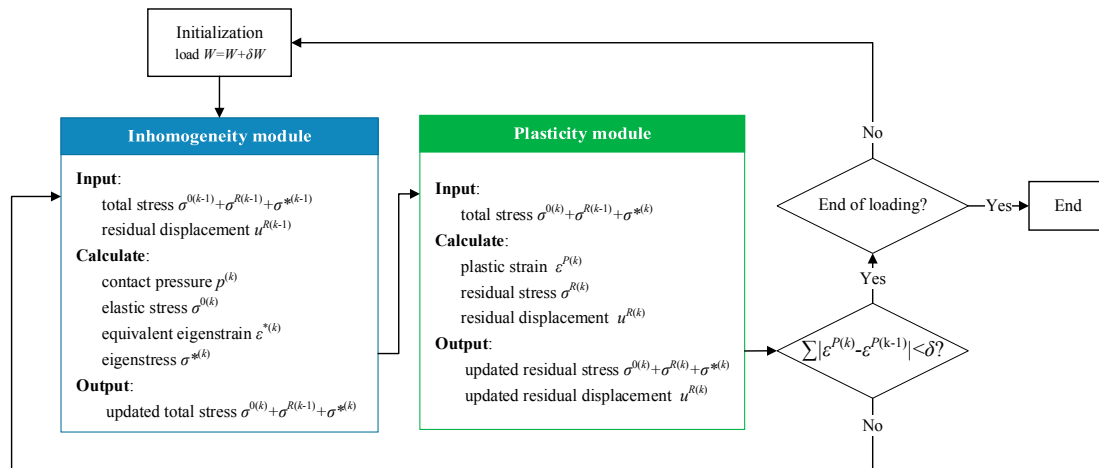 Initialization
load W=W+δW
Inhomogeneity module
Input:
total stress σ⁰⁽ᵏ⁻¹⁾+σᴿ⁽ᵏ⁻¹⁾+σ*⁽ᵏ⁻¹⁾
residual displacement uᴿ⁽ᵏ⁻¹⁾
Calculate:
contact pressure p⁽ᵏ⁾
elastic stress σ⁰⁽ᵏ⁾
equivalent eigenstrain ε*⁽ᵏ⁾
eigenstress σ*⁽ᵏ⁾
Output:
updated total stress σ⁰⁽ᵏ⁾+σᴿ⁽ᵏ⁻¹⁾+σ*⁽ᵏ⁾
Plasticity module
Input:
total stress σ⁰⁽ᵏ⁾+σᴿ⁽ᵏ⁻¹⁾+σ*⁽ᵏ⁾
Calculate:
plastic strain εᴾ⁽ᵏ⁾
residual stress σᴿ⁽ᵏ⁾
residual displacement uᴿ⁽ᵏ⁾
Output:
updated residual stress σ⁰⁽ᵏ⁾+σᴿ⁽ᵏ⁾+σ*⁽ᵏ⁾
updated residual displacement uᴿ⁽ᵏ⁾
No
End of loading?
Yes
End
Yes
∑|εᴾ⁽ᵏ⁾-εᴾ⁽ᵏ⁻¹⁾|<δ?
No